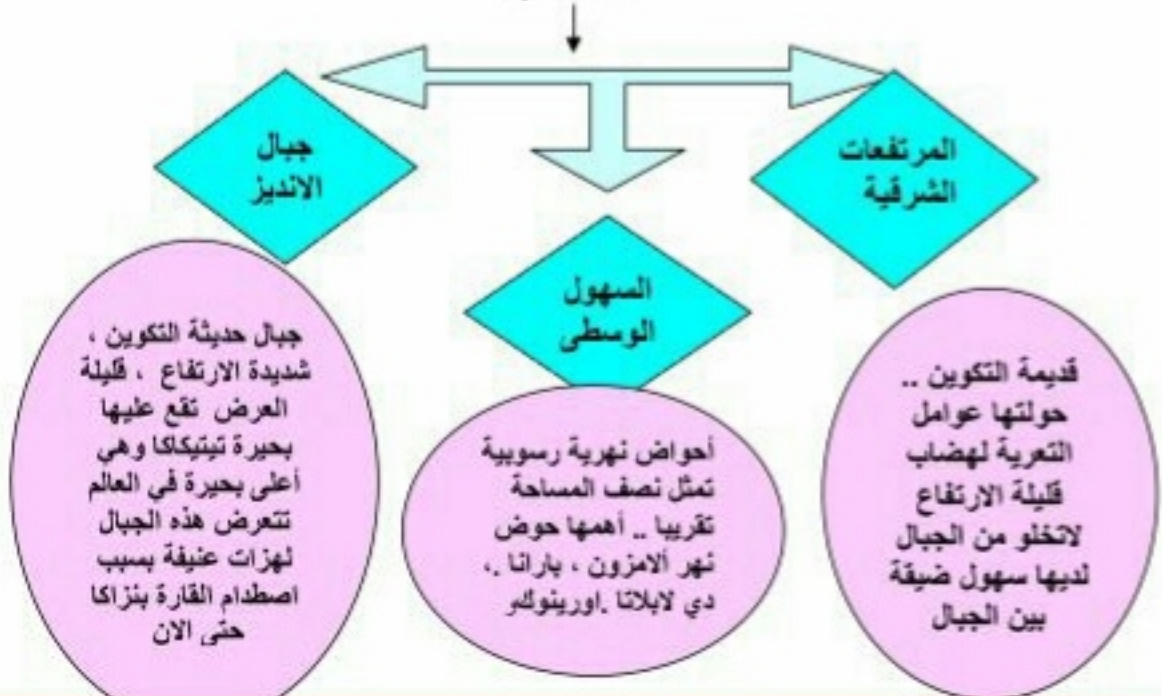 المرتفعات
الشرقية
قديمة التكوين ..
حولتها عوامل
التعرية لهضاب
قليلة الارتفاع
لاتخلو من الجبال
لديها سهول ضيقة
بين الجبال
السهول
الوسطى
أحواض نهرية رسوبية
تمثل نصف المساحة
تقريبا .. أهمها حوض
نهر ألامزون ، بارانا .،
دي لابلاتا .اورينوكو
جبال
الانديز
جبال حديثة التكوين ،
شديدة الارتفاع ، قليلة
العرض تقع عليها
بحيرة تيتيكاكا وهي
أعلى بحيرة في العالم
تتعرض هذه الجبال
لهزات عنيفة بسبب
اصطدام القارة بنزاكا
حتى الان